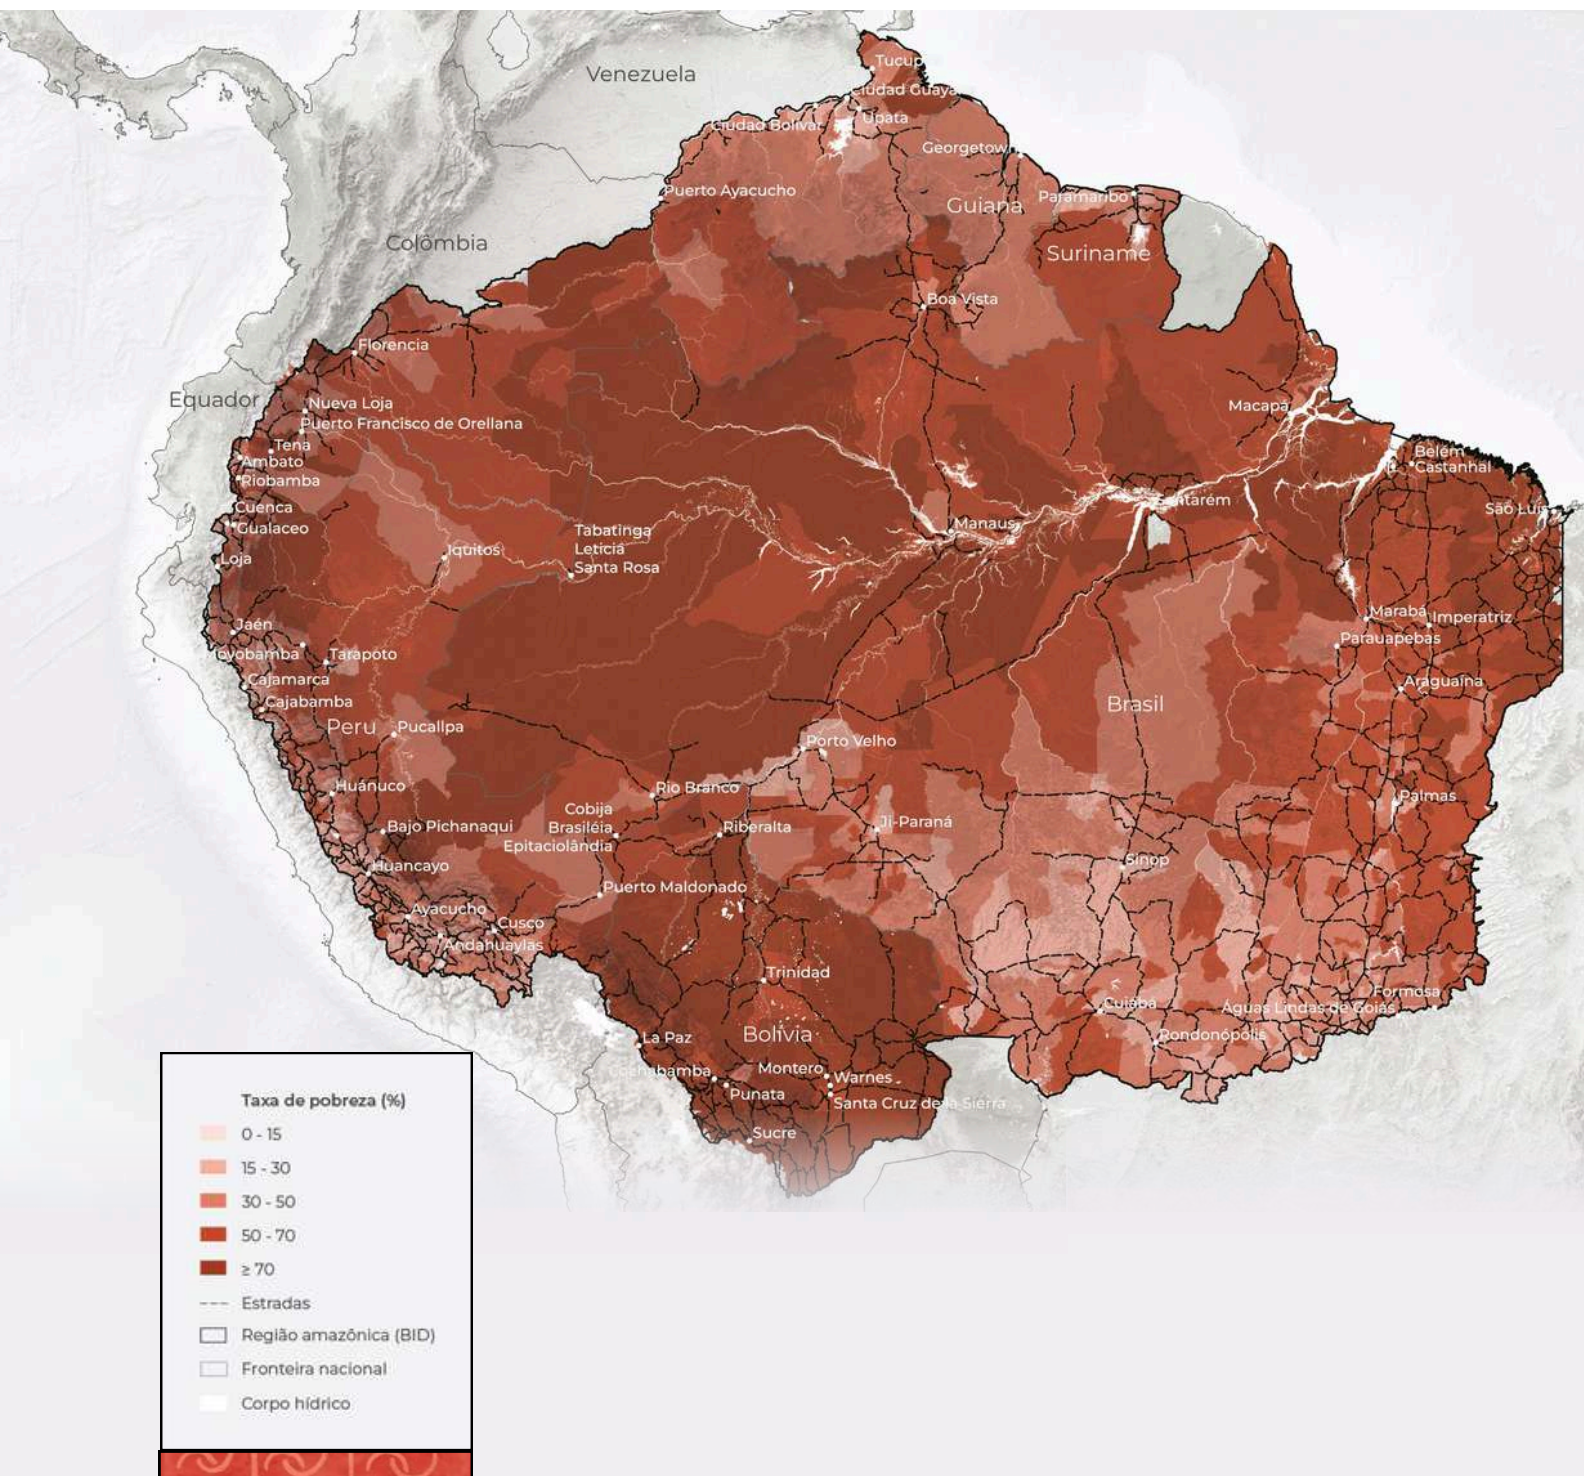 Tucup
Venezuela
Ciudad Guaya
Upata
Ciudad Bolívar
Georgetown
Puerto Ayacucho
Paramaribo
Guiana
Colômbia
Suriname
Boa Vista
Florencia
Equador
Nueva Loja
Macapá
Puerto Francisco de Orellana
Tena
Belém
Ambato
Castanhal
Riobamba
Santarém
Cuenca
São Luís
Gualaceo
Manaus
Tabatinga
Leticia
Santa Rosa
Iquitos
Loja
Marabá
Imperatriz
Jaén
Parauapebas
Moyobamba
Tarapoto
Cajamarca
Araguaína
Cajabamba
Brasil
Peru
Pucallpa
Porto Velho
Huánuco
Rio Branco
Palmas
Cobija
Brasiléia
Epitaciolândia
Bajo Pichanaqui
Riberalta
Ji-Paraná
Huancayo
Sinop
Puerto Maldonado
Ayacucho
Cusco
Andahuaylas
Trinidad
Formosa
Cuiabá
Águas Lindas de Goiás
La Paz
Bolívia
Rondonópolis
Cochabamba
Montero
Warnes
Punata
Santa Cruz de la Sierra
Sucre
Taxa de pobreza (%)
0 - 15
15 - 30
30 - 50
50 - 70
≥ 70
Estradas
Região amazônica (BID)
Fronteira nacional
Corpo hídrico